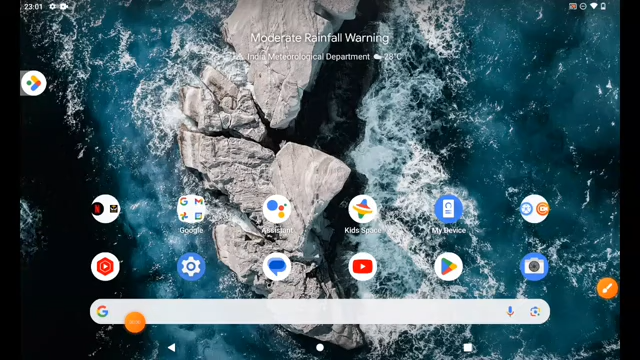 23:01
Moderate Rainfall Warning
India Meteorological Department 28°C
Google
Assistant
Kids Space
My Device